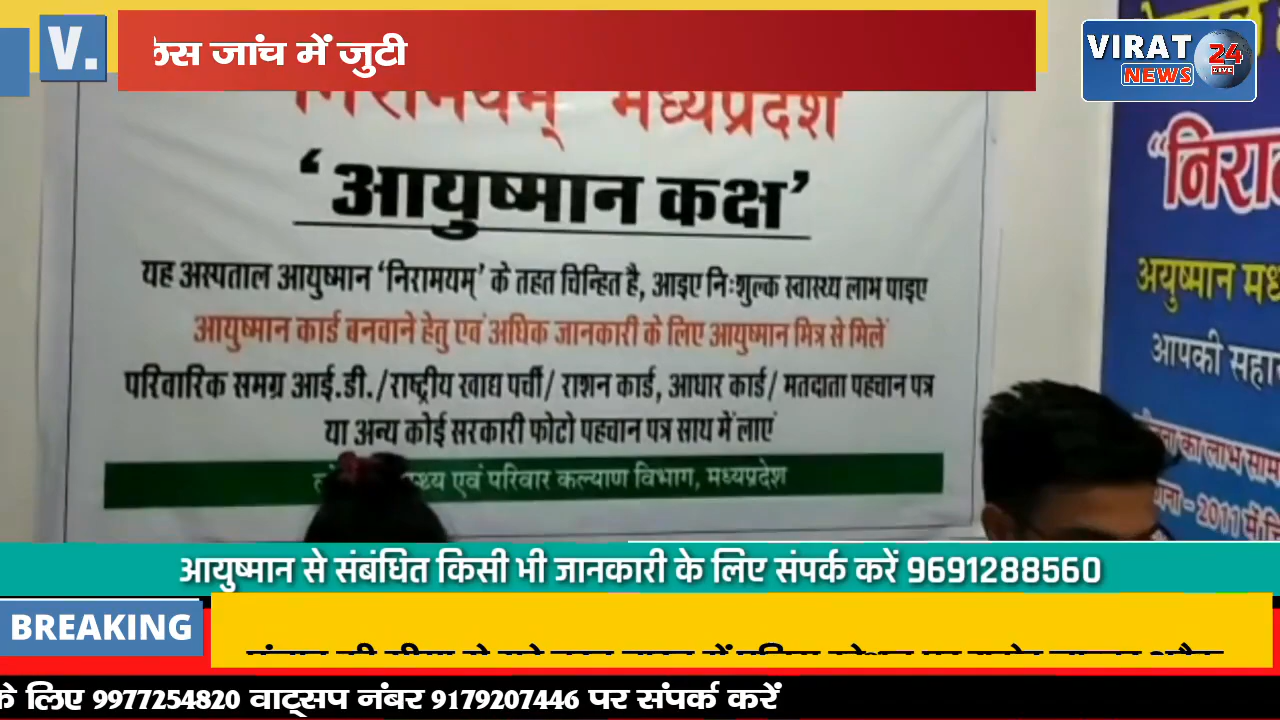 V.
जांच में जुटी
VIRAT 24
NEWS LIVE
निरामयम् मध्यप्रदेश
‘आयुष्मान कक्ष’
यह अस्पताल आयुष्मान ‘निरामयम्’ के तहत चिन्हित है, आइए निःशुल्क स्वास्थ्य लाभ पाइए
आयुष्मान कार्ड बनवाने हेतु एवं अधिक जानकारी के लिए आयुष्मान मित्र से मिलें
परिवारिक समग्र आई.डी./राष्ट्रीय खाद्य पर्ची/ राशन कार्ड, आधार कार्ड/ मतदाता पहचान पत्र
या अन्य कोई सरकारी फोटो पहचान पत्र साथ में लाएं
एवं परिवार कल्याण विभाग, मध्यप्रदेश
“निरा
अयुष्मान मध
आपकी सहा
का लाभ साम
2011 में
आयुष्मान से संबंधित किसी भी जानकारी के लिए संपर्क करें 9691288560
BREAKING
के लिए 9977254820 वाट्सप नंबर 9179207446 पर संपर्क करें